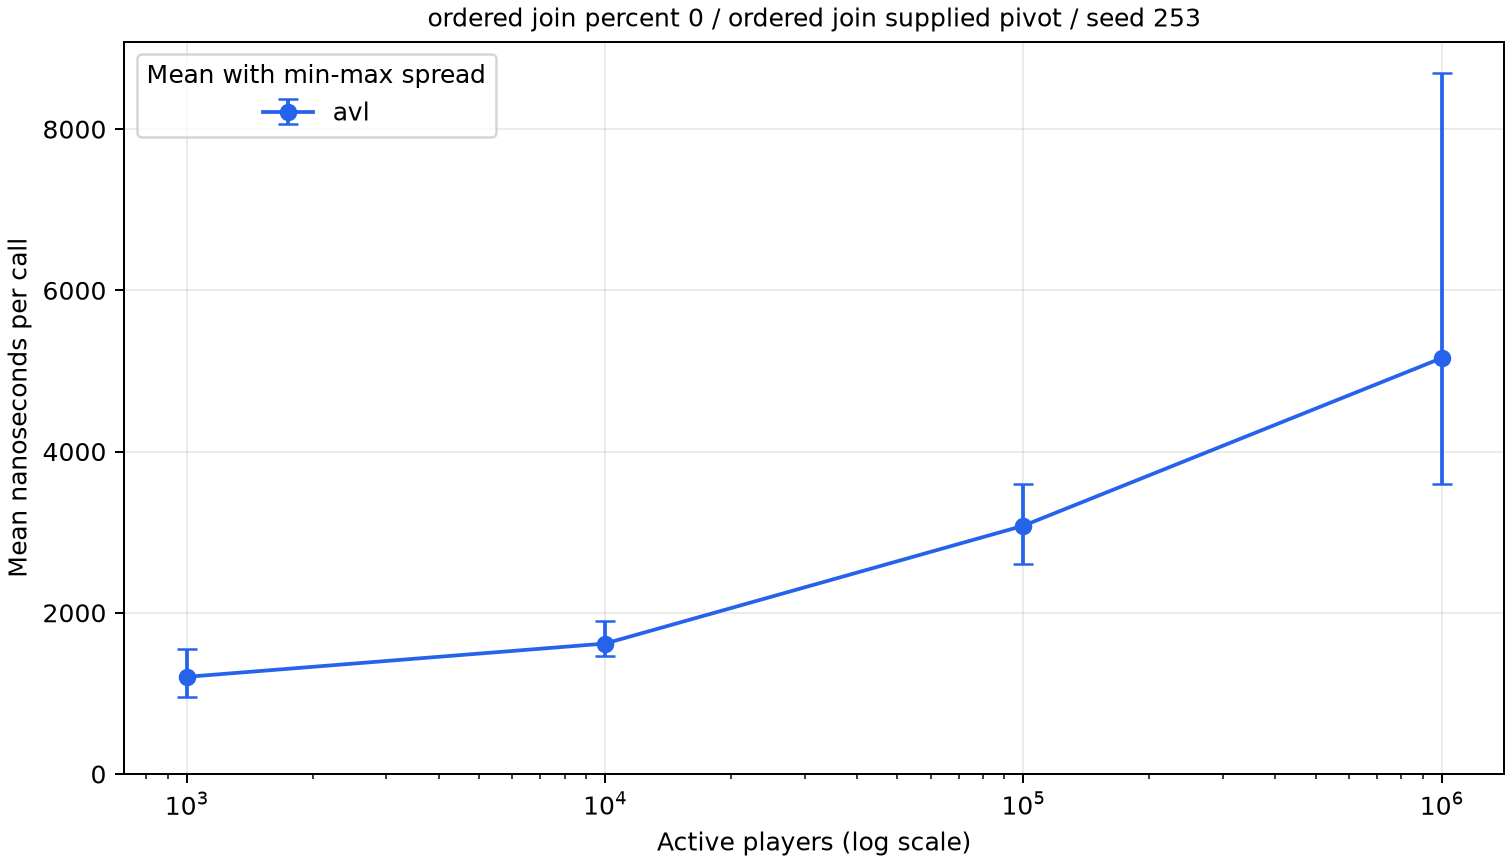 ordered join percent 0 / ordered join supplied pivot / seed 253
Mean with min-max spread
avl
Mean nanoseconds per call
8000
6000
4000
2000
0
10³
10⁴
10⁵
10⁶
Active players (log scale)